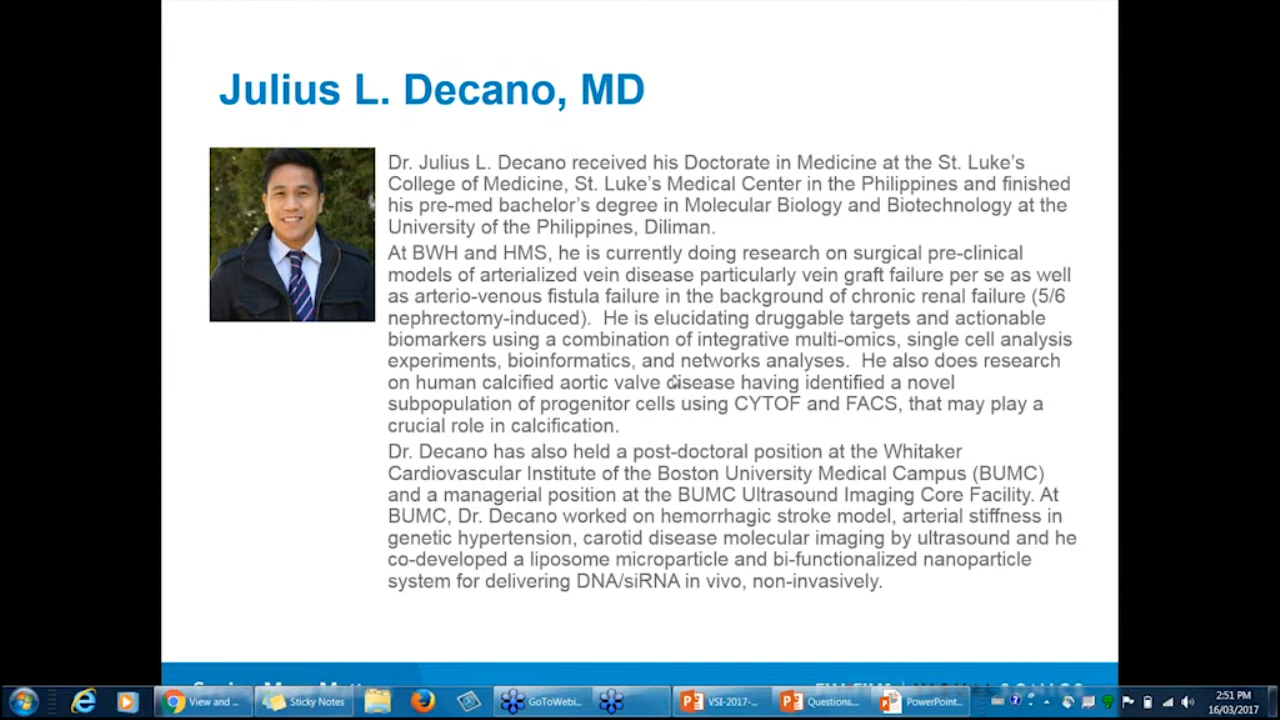 Julius L. Decano, MD
Dr. Julius L. Decano received his Doctorate in Medicine at the St. Luke's
College of Medicine, St. Luke's Medical Center in the Philippines and finished
his pre-med bachelor's degree in Molecular Biology and Biotechnology at the
University of the Philippines, Diliman.
At BWH and HMS, he is currently doing research on surgical pre-clinical
models of arterialized vein disease particularly vein graft failure per se as well
as arterio-venous fistula failure in the background of chronic renal failure (5/6
nephrectomy-induced).  He is elucidating druggable targets and actionable
biomarkers using a combination of integrative multi-omics, single cell analysis
experiments, bioinformatics, and networks analyses.  He also does research
on human calcified aortic valve disease having identified a novel
subpopulation of progenitor cells using CYTOF and FACS, that may play a
crucial role in calcification.
Dr. Decano has also held a post-doctoral position at the Whitaker
Cardiovascular Institute of the Boston University Medical Campus (BUMC)
and a managerial position at the BUMC Ultrasound Imaging Core Facility. At
BUMC, Dr. Decano worked on hemorrhagic stroke model, arterial stiffness in
genetic hypertension, carotid disease molecular imaging by ultrasound and he
co-developed a liposome microparticle and bi-functionalized nanoparticle
system for delivering DNA/siRNA in vivo, non-invasively.
View and ... Sticky Notes GoToWebi... VSI-2017-... Questions... PowerPoint... 2:51 PM
16/03/2017